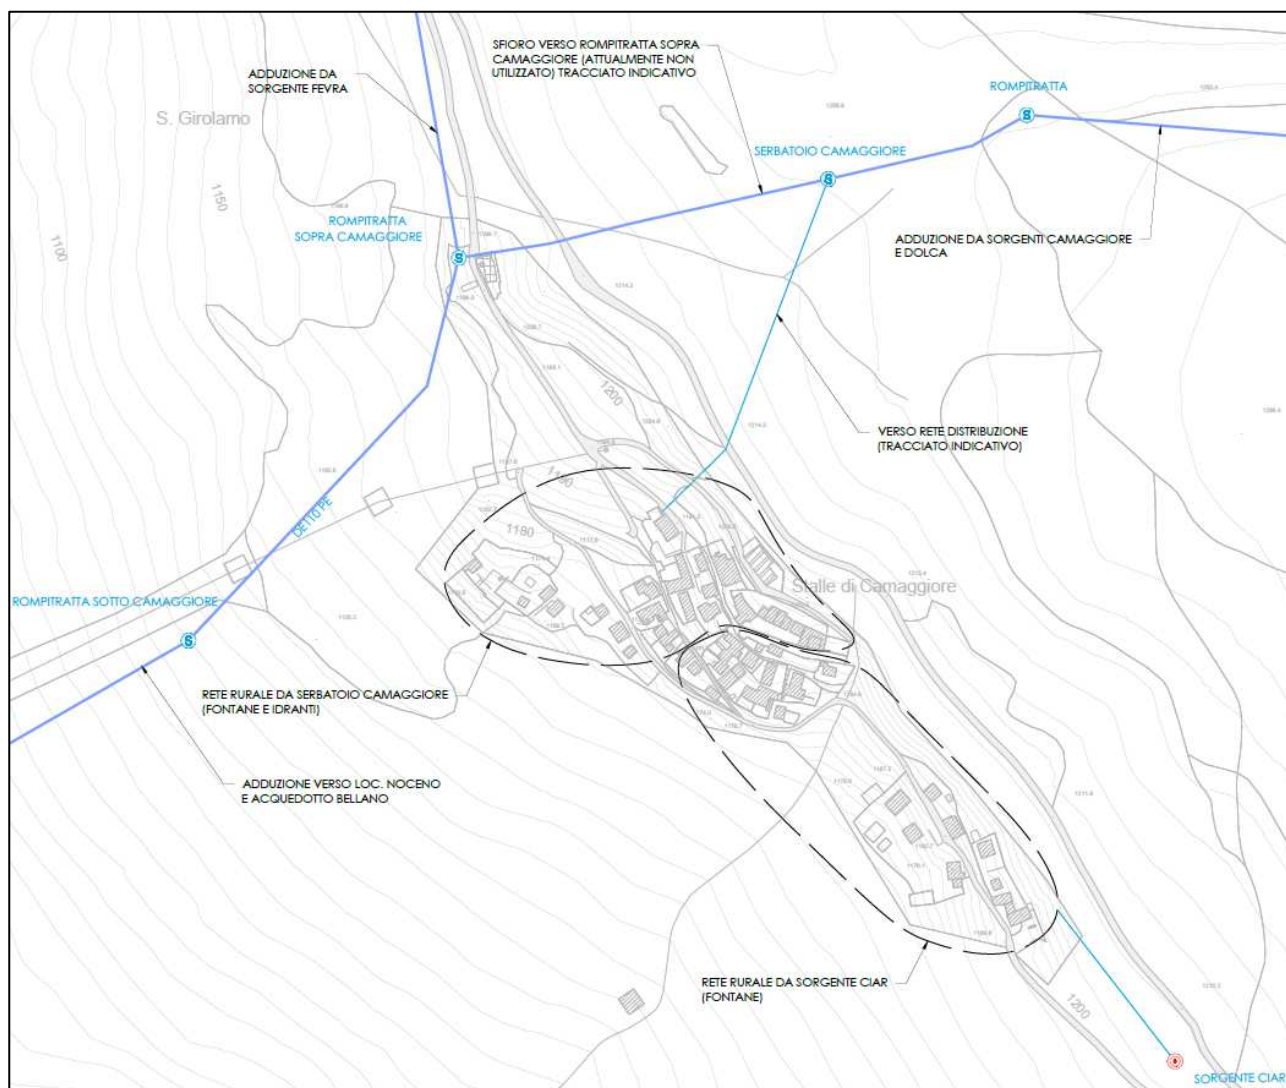 SFIORO VERSO ROMPITRATTA SOPRA
CAMAGGIORE (ATTUALMENTE NON
UTILIZZATO) TRACCIATO INDICATIVO
ADDUZIONE DA
SORGENTE FEVRA
ROMPITRATTA
S. Girolamo
SERBATOIO CAMAGGIORE
1150
ROMPITRATTA
SOPRA CAMAGGIORE
1100
ADDUZIONE DA SORGENTI CAMAGGIORE
E DOLCA
1200
VERSO RETE DISTRIBUZIONE
(TRACCIATO INDICATIVO)
1190
DE110 PE
1180
Stalle di Camaggiore
ROMPITRATTA SOTTO CAMAGGIORE
RETE RURALE DA SERBATOIO CAMAGGIORE
(FONTANE E IDRANTI)
ADDUZIONE VERSO LOC. NOCENO
E ACQUEDOTTO BELLANO
RETE RURALE DA SORGENTE CIAR
(FONTANE)
1200
SORGENTE CIAR